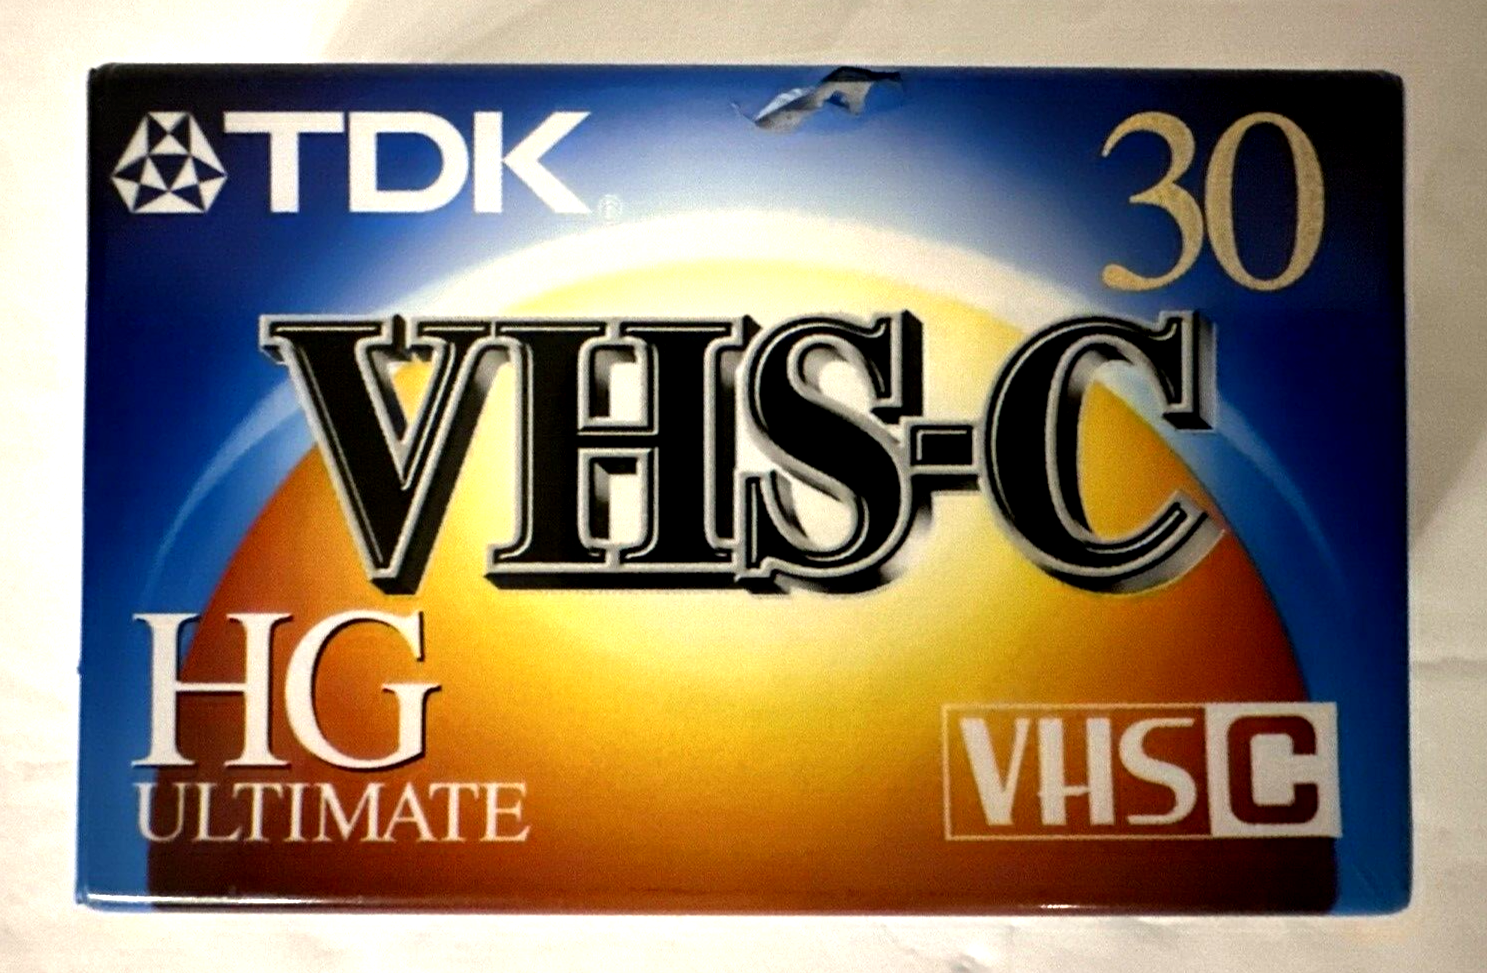 TDK ®
30
VHS-C
HG
ULTIMATE
VHS C